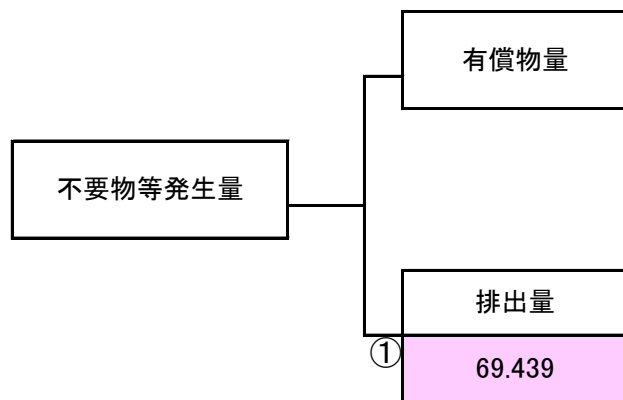 有償物量
不要物等発生量
排出量
①
69.439